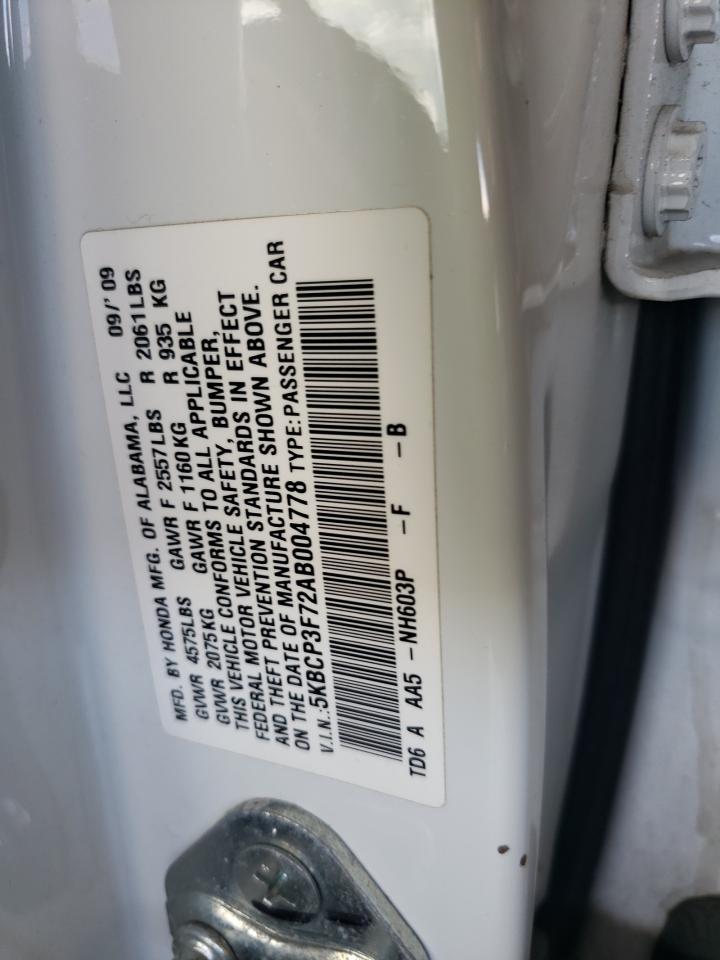 MFD. BY HONDA MFG. OF ALABAMA, LLC 09/'09
GVWR 4575LBS GAWR F 2557LBS R 2061LBS
GVWR 2075KG GAWR F 1160KG R 935 KG
THIS VEHICLE CONFORMS TO ALL APPLICABLE
FEDERAL MOTOR VEHICLE SAFETY, BUMPER,
AND THEFT PREVENTION STANDARDS IN EFFECT
ON THE DATE OF MANUFACTURE SHOWN ABOVE.
V.I.N.:5KBCP3F72AB004778 TYPE:PASSENGER CAR
TD6 A AA5 -NH603P -F -B